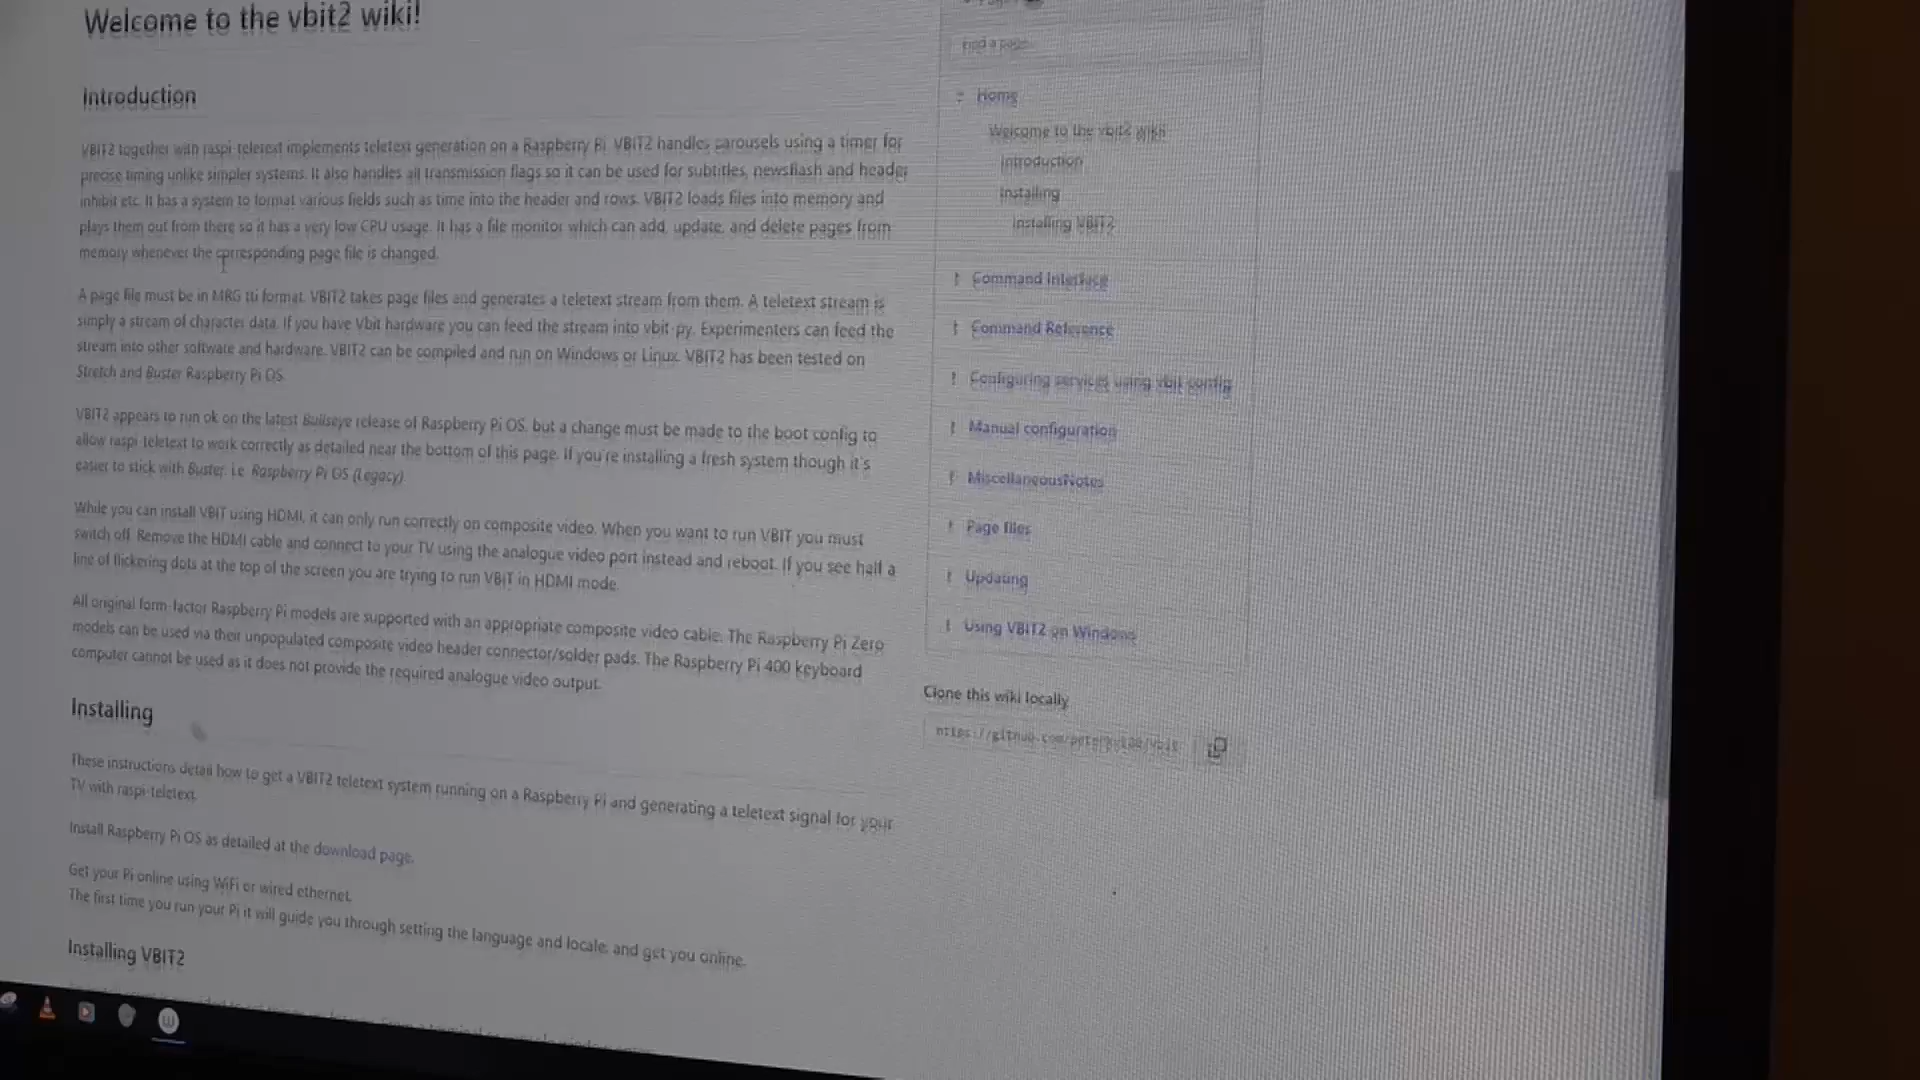 Welcome to the vbit2 wiki!
Introduction
VBIT2 together with raspi-teletext implements teletext generation on a Raspberry Pi. VBIT2 handles carousels using a timer for
precise timing unlike simpler systems. It also handles all transmission flags so it can be used for subtitles, newsflash and header
inhibit etc. It has a system to format various fields such as time into the header and rows. VBIT2 loads files into memory and
plays them out from there so it has a very low CPU usage. It has a file monitor which can add, update, and delete pages from
memory whenever the corresponding page file is changed.
A page file must be in MRG tti format. VBIT2 takes page files and generates a teletext stream from them. A teletext stream is
simply a stream of character data. If you have Vbit hardware you can feed the stream into vbit-py. Experimenters can feed the
stream into other software and hardware. VBIT2 can be compiled and run on Windows or Linux. VBIT2 has been tested on
Stretch and Buster Raspberry Pi OS.
VBIT2 appears to run ok on the latest Bullseye release of Raspberry Pi OS, but a change must be made to the boot config to
allow raspi-teletext to work correctly as detailed near the bottom of this page. If you're installing a fresh system though it's
easier to stick with Buster. i.e. Raspberry Pi OS (Legacy).
While you can install VBIT using HDMI, it can only run correctly on composite video. When you want to run VBIT you must
switch off. Remove the HDMI cable and connect to your TV using the analogue video port instead and reboot. If you see half a
line of flickering dots at the top of the screen you are trying to run VBIT in HDMI mode.
All original form-factor Raspberry Pi models are supported with an appropriate composite video cable. The Raspberry Pi Zero
models can be used via their unpopulated composite video header connector/solder pads. The Raspberry Pi 400 keyboard
computer cannot be used as it does not provide the required analogue video output.
Installing
These instructions detail how to get a VBIT2 teletext system running on a Raspberry Pi and generating a teletext signal for your
TV with raspi-teletext.
Install Raspberry Pi OS as detailed at the download page.
Get your Pi online using WiFi or wired ethernet.
The first time you run your Pi it will guide you through setting the language and locale, and get you online.
Installing VBIT2
Find a page
Home
Welcome to the vbit2 wiki!
Introduction
Installing
Installing VBIT2
Command Interface
Command Reference
Configuring services using vbit-config
Manual configuration
MiscellaneousNotes
Page files
Updating
Using VBIT2 on Windows
Clone this wiki locally